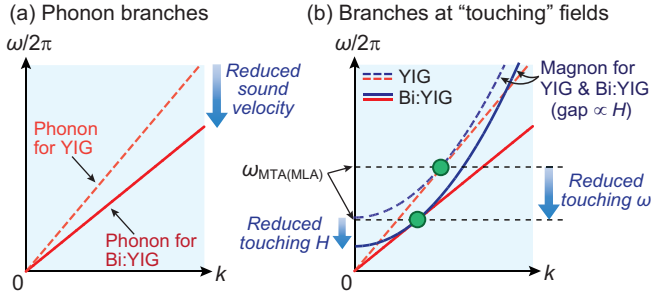 (a) Phonon branches
ω/2π
Reduced
sound
velocity
Phonon
for YIG
Phonon for
Bi:YIG
0
k
(b) Branches at “touching” fields
ω/2π
YIG
Bi:YIG
Magnon for
YIG & Bi:YIG
(gap ∝ H)
ωMTA(MLA)
Reduced
touching H
Reduced
touching ω
0
k